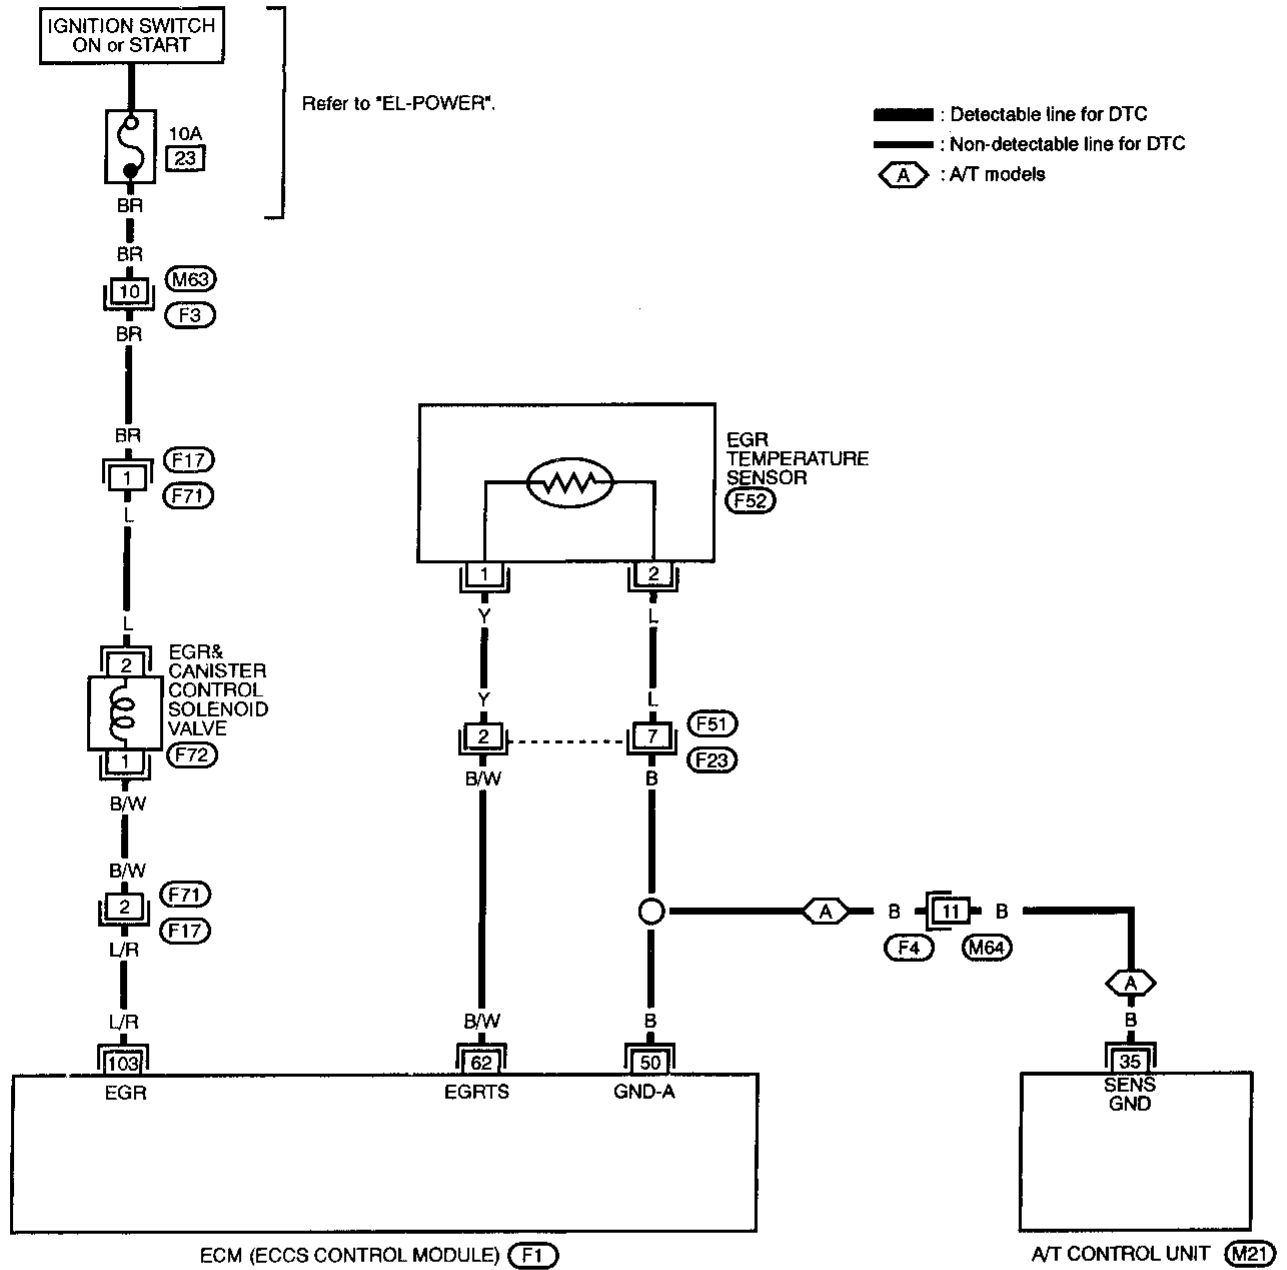 IGNITION SWITCH
ON or START
Refer to "EL-POWER".
10A
23
: Detectable line for DTC
: Non-detectable line for DTC
A : A/T models
BR
BR
10
M63
F3
BR
BR
1
F17
F71
L
L
2
EGR&
CANISTER
CONTROL
SOLENOID
VALVE
1
F72
B/W
B/W
2
F71
F17
L/R
L/R
103
EGR
EGR
TEMPERATURE
SENSOR
F52
1
2
Y
L
Y
L
2
7
F51
F23
B/W
B
A
B
11
B
F4
M64
A
B/W
B
B
62
50
35
EGRTS
GND-A
SENS
GND
ECM (ECCS CONTROL MODULE) F1
A/T CONTROL UNIT M21